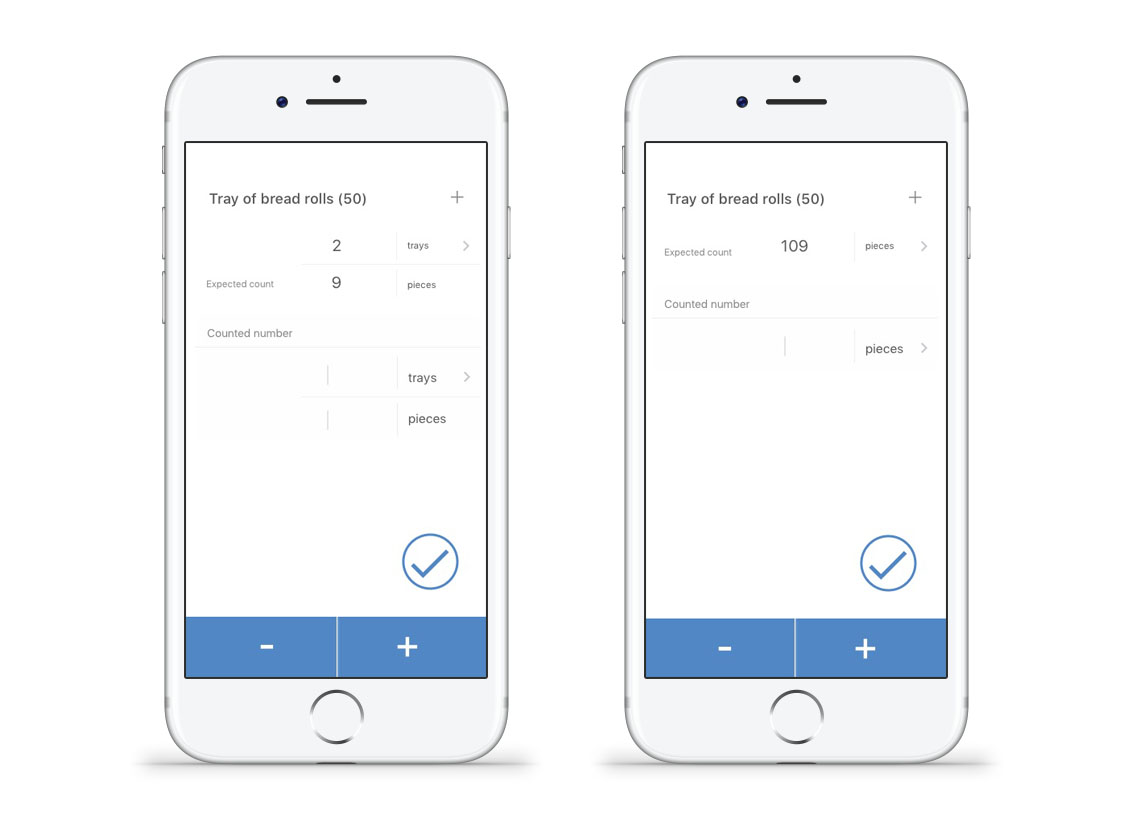 Tray of bread rolls (50) +
2 trays
Expected count 9 pieces
Counted number
trays
pieces
- +
Tray of bread rolls (50) +
Expected count 109 pieces
Counted number
pieces
- +